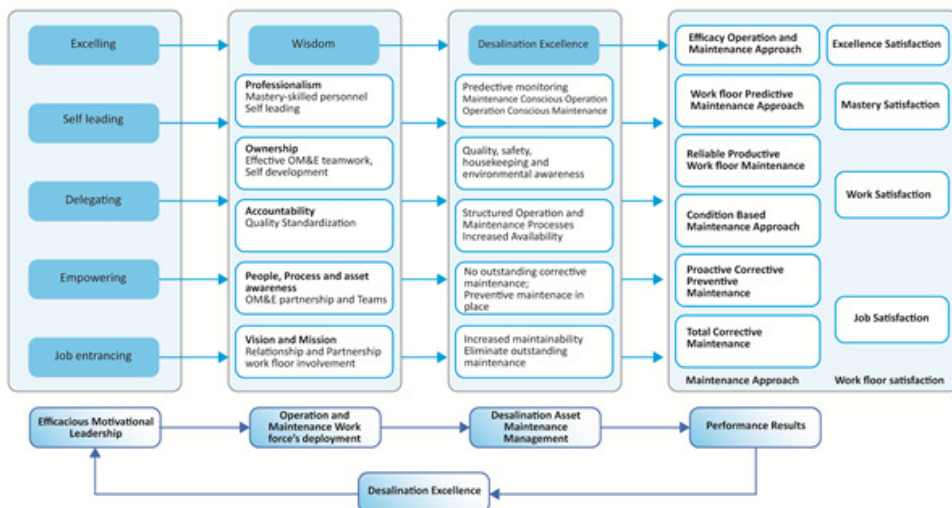 Excelling
Self leading
Delegating
Empowering
Job entrancing
Wisdom
Professionalism
Mastery-skilled personnel
Self leading
Ownership
Effective OM&E teamwork,
Self development
Accountability
Quality Standardization
People, Process and asset
awareness
OM&E partnership and Teams
Vision and Mission
Relationship and Partnership
work floor involvement
Desalination Excellence
Predective monitoring
Maintenance Conscious Operation
Operation Conscious Maintenance
Quality, safety,
housekeeping and
environmental awareness
Structured Operation and
Maintenance Processes
Increased Availability
No outstanding corrective
maintenance;
Preventive maintenace in
place
Increased maintainability
Eliminate outstanding
maintenance
Efficacy Operation and
Maintenance Approach
Work floor Predictive
Maintenance Approach
Reliable Productive
Work floor Maintenance
Condition Based
Maintenance Approach
Proactive Corrective
Preventive
Maintenance
Total Corrective
Maintenance
Maintenance Approach
Excellence Satisfaction
Mastery Satisfaction
Work Satisfaction
Job Satisfaction
Work floor satisfaction
Efficacious Motivational
Leadership
Operation and
Maintenance Work
force's deployment
Desalination Asset
Maintenance
Management
Performance Results
Desalination Excellence